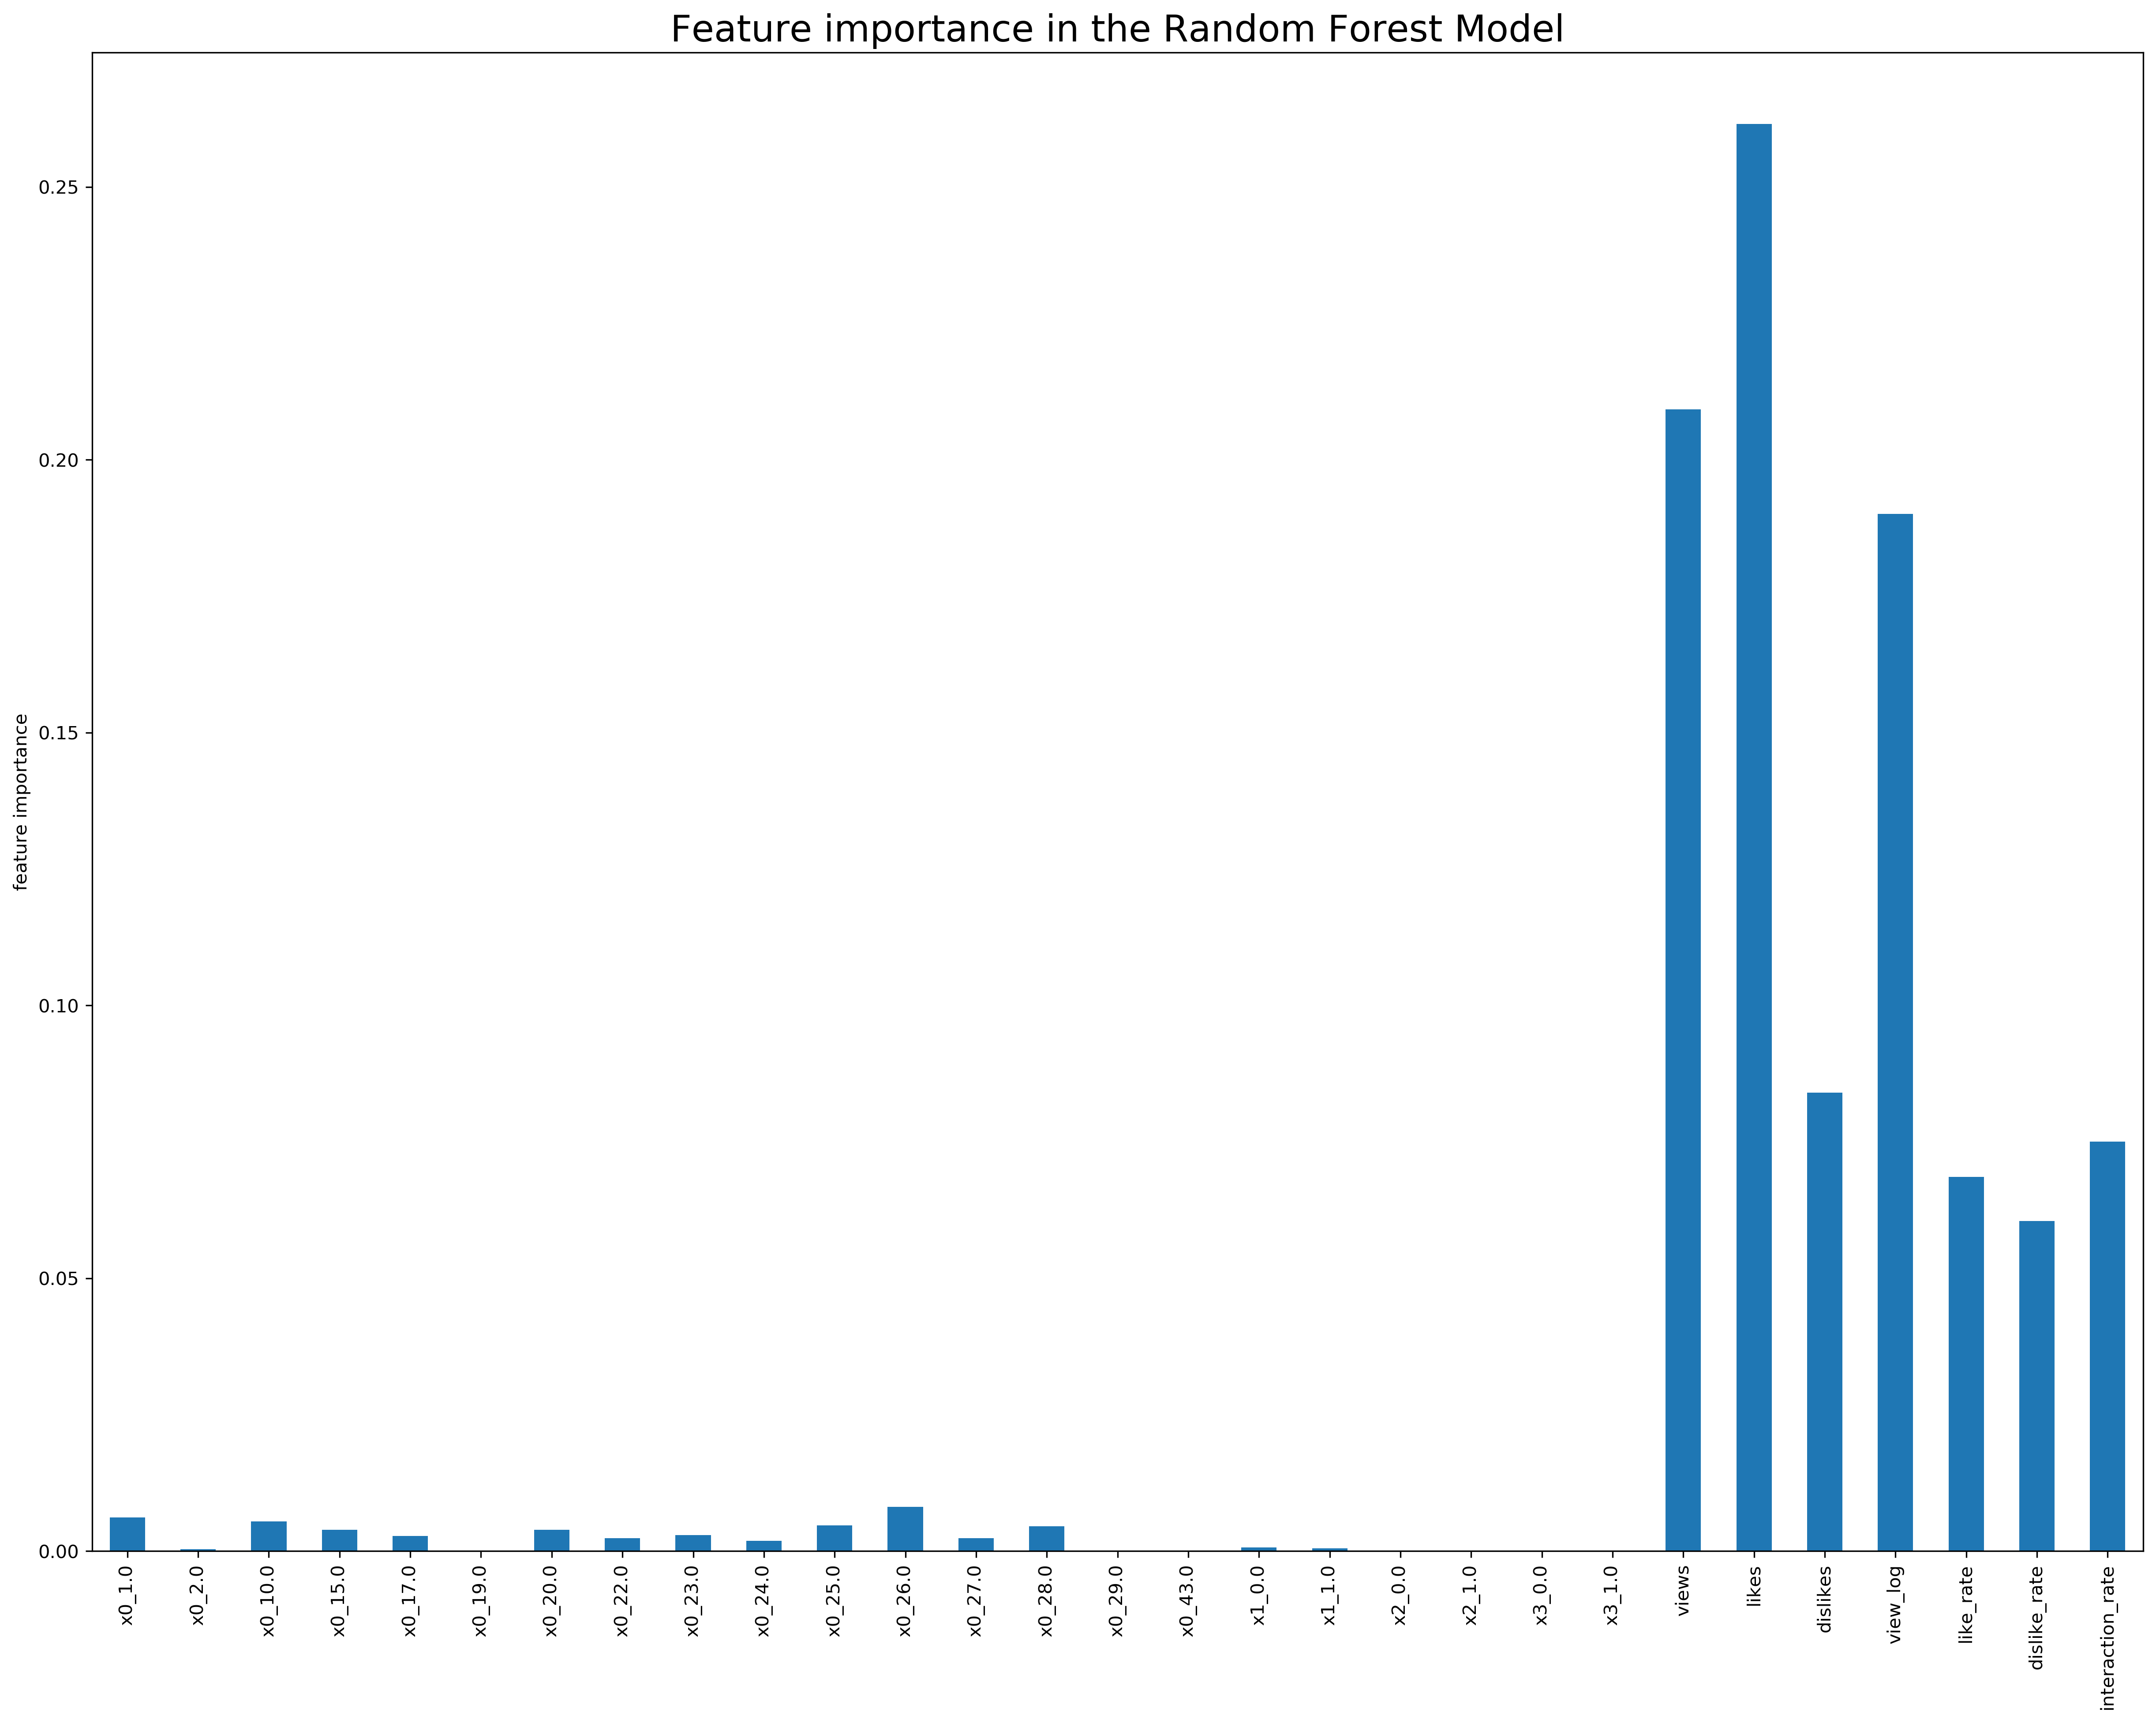 Feature importance in the Random Forest Model
feature importance
0.25
0.20
0.15
0.10
0.05
0.00
x0_1.0
x0_2.0
x0_10.0
x0_15.0
x0_17.0
x0_19.0
x0_20.0
x0_22.0
x0_23.0
x0_24.0
x0_25.0
x0_26.0
x0_27.0
x0_28.0
x0_29.0
x0_43.0
x1_0.0
x1_1.0
x2_0.0
x2_1.0
x3_0.0
x3_1.0
views
likes
dislikes
view_log
like_rate
dislike_rate
interaction_rate